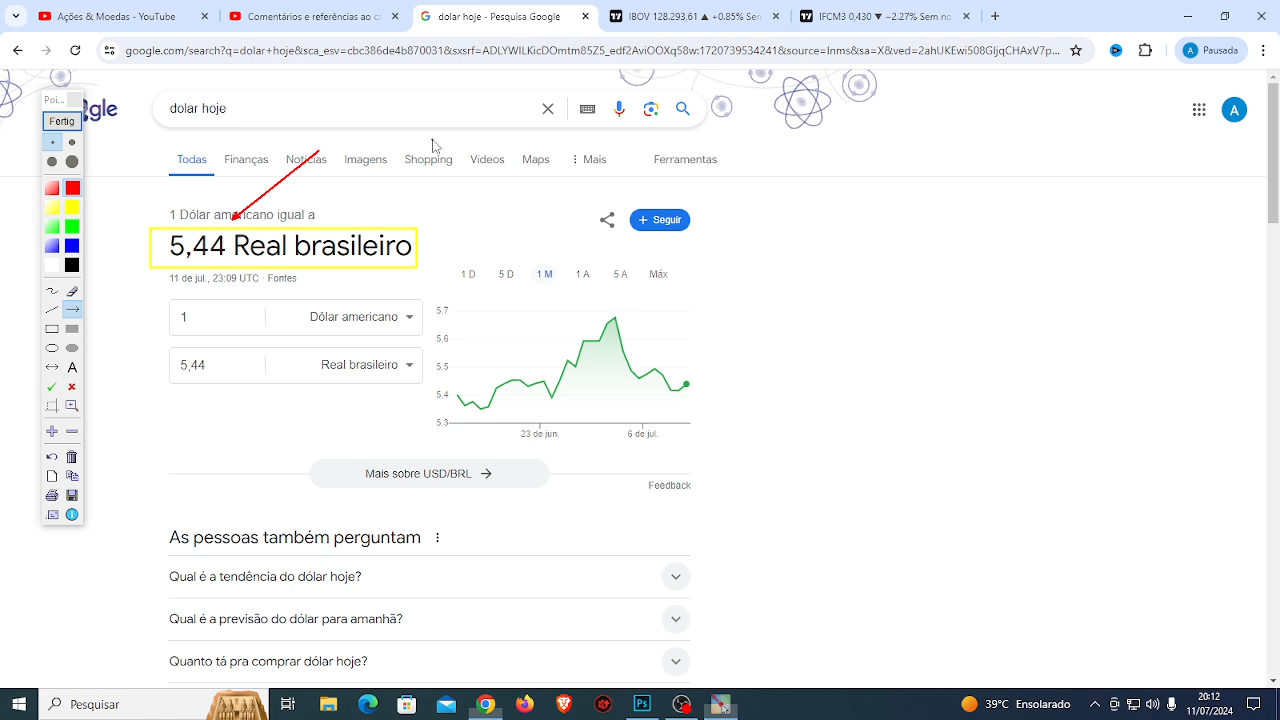 Ações & Moedas - YouTube
Comentários e referências ao co
dolar hoje - Pesquisa Google
IBOV 128.293,61 ▲ +0.85% Sem n
IFCM3 0,430 ▼ −2.27% Sem no
google.com/search?q=dolar+hoje&sca_esv=cbc386de4b870031&sxsrf=ADLYWILKicDOmtm85Z5_edf2AviOOXq58w:1720739534241&source=lnms&sa=X&ved=2ahUKEwi508GljqCHAxV7p...
A
Pausada
Poi...
gle
dolar hoje
A
Fertig
Todas
Finanças
Notícias
Imagens
Shopping
Vídeos
Maps
Mais
Ferramentas
1 Dólar americano igual a
Seguir
5,44 Real brasileiro
11 de jul., 23:09 UTC · Fontes
1 D
5 D
1 M
1 A
5 A
Máx
1
Dólar americano
5,44
Real brasileiro
5,7
5,6
5,5
5,4
5,3
23 de jun.
6 de jul.
A
Mais sobre USD/BRL
Feedback
As pessoas também perguntam
Qual é a tendência do dólar hoje?
Qual é a previsão do dólar para amanhã?
Quanto tá pra comprar dólar hoje?
Pesquisar
Ps
39°C Ensolarado
20:12
11/07/2024